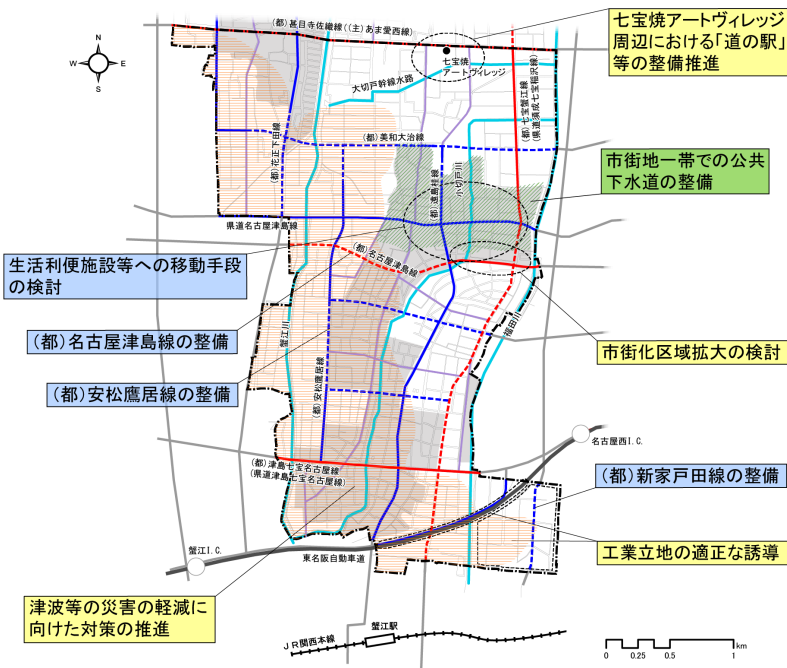 七宝焼アートヴィレッジ
周辺における「道の駅」
等の整備推進
(都)甚目寺佐織線((主)あま愛西線)
N
W
E
S
七宝焼
アートヴィレッジ
大切戸幹線水路
(都)七宝蟹江線
(県道須成七宝稲沢線)
(都)美和大治線
(都)花正下田線
(都)遠島桂線
小切戸川
市街地一帯での公共
下水道の整備
県道名古屋津島線
(都)名古屋津島線
生活利便施設等への移動手段
の検討
(都)名古屋津島線の整備
蟹江川
福田川
市街化区域拡大の検討
(都)安松鷹居線の整備
(都)安松鷹居線
名古屋西I.C.
(都)津島七宝名古屋線
(県道津島七宝名古屋線)
(都)新家戸田線の整備
蟹江I.C.
東名阪自動車道
工業立地の適正な誘導
津波等の災害の軽減に
向けた対策の推進
JR関西本線
蟹江駅
km
0 0.25 0.5 1